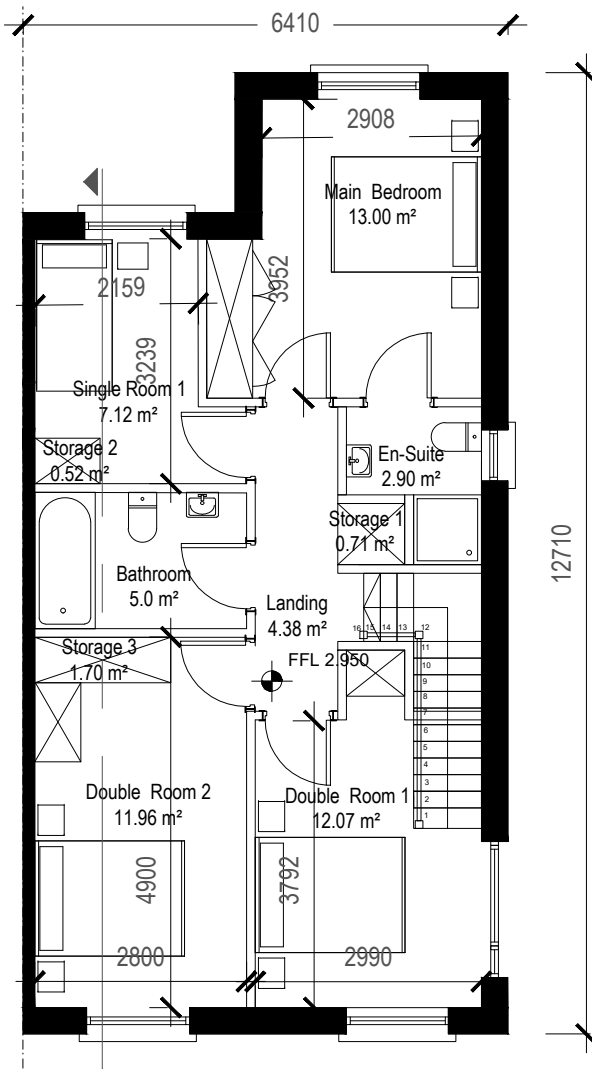 6410
2908
Main Bedroom
13.00 m²
2159
3952
3239
Single Room 1
7.12 m²
Storage 2
0.52 m²
En-Suite
2.90 m²
Storage 1
0.71 m²
12710
Bathroom
5.0 m²
Landing
4.38 m²
FFL 2.950
16 15 14 13 12
11
10
9
8
7
6
5
4
3
2
1
Storage 3
1.70 m²
Double Room 2
11.96 m²
Double Room 1
12.07 m²
4900
3792
2800
2990